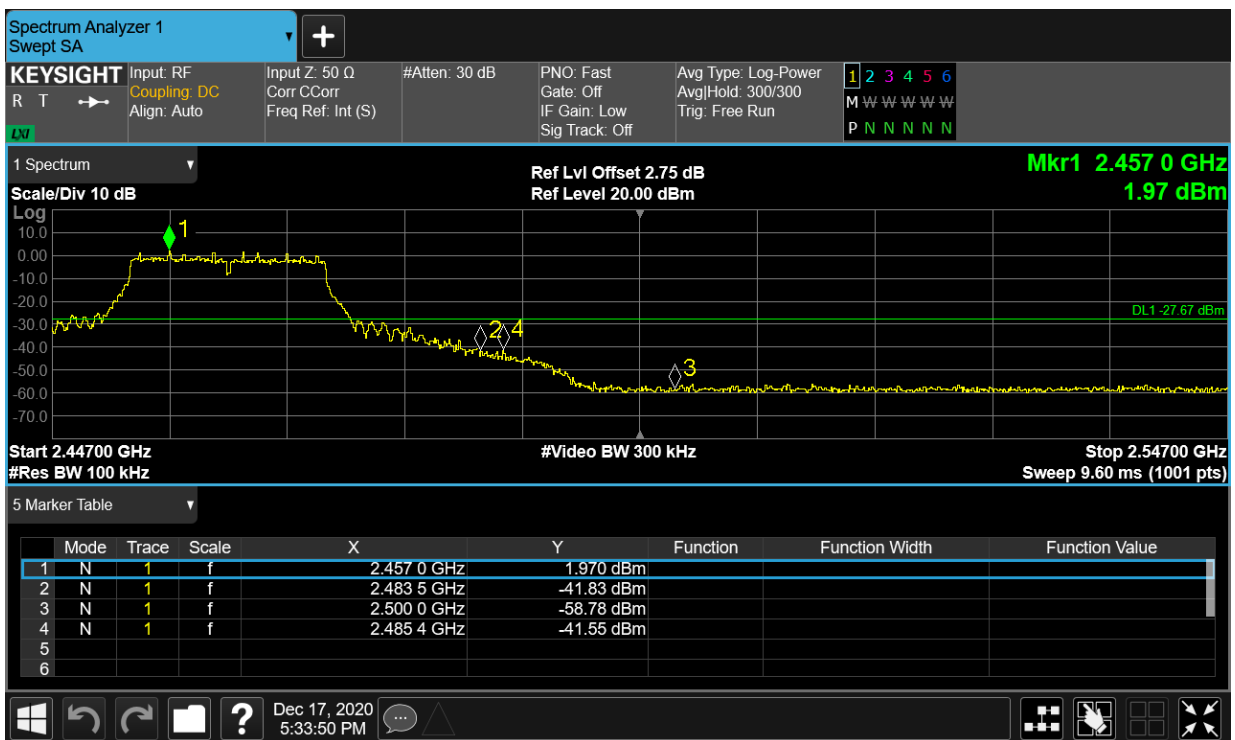 Spectrum Analyzer 1
Swept SA
+
KEYSIGHT Input: RF Input Z: 50 Ω #Atten: 30 dB PNO: Fast Avg Type: Log-Power 1 2 3 4 5 6
R T Coupling: DC Corr CCorr Gate: Off Avg|Hold: 300/300 M W W W W W W
Align: Auto Freq Ref: Int (S) IF Gain: Low Trig: Free Run
LXI Sig Track: Off P N N N N N N
1 Spectrum Ref Lvl Offset 2.75 dB Mkr1 2.457 0 GHz
Scale/Div 10 dB Ref Level 20.00 dBm 1.97 dBm
Log
10.0
0.00
-10.0
-20.0
-30.0
-40.0
-50.0
-60.0
-70.0
1
2
4
3
DL1 -27.67 dBm
Start 2.44700 GHz #Video BW 300 kHz Stop 2.54700 GHz
#Res BW 100 kHz Sweep 9.60 ms (1001 pts)
5 Marker Table
Mode Trace Scale X Y Function Function Width Function Value
1 N 1 f 2.457 0 GHz 1.970 dBm
2 N 1 f 2.483 5 GHz -41.83 dBm
3 N 1 f 2.500 0 GHz -58.78 dBm
4 N 1 f 2.485 4 GHz -41.55 dBm
5
6
? Dec 17, 2020
5:33:50 PM